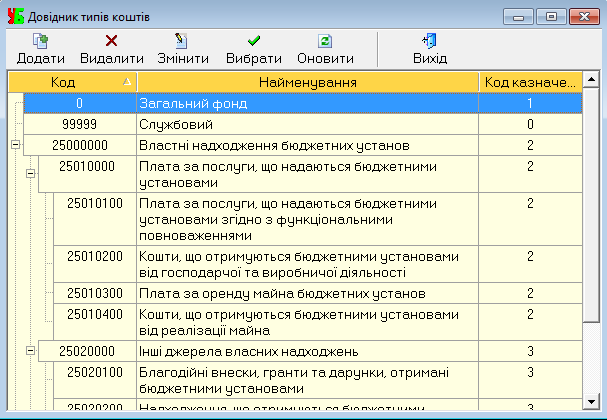 Довідник типів коштів
Додати Видалити Змінити Вибрати Оновити Вихід
Код Найменування Код казначе...
0 Загальний фонд 1
99999 Службовий 0
25000000 Властні надходження бюджетних установ 2
25010000 Плата за послуги, що надаються бюджетними 2
установами
25010100 Плата за послуги, що надаються бюджетними 2
установами згідно з функціональними
повноваженнями
25010200 Кошти, що отримуються бюджетними установами 2
від господарчої та виробничої діяльності
25010300 Плата за оренду майна бюджетних установ 2
25010400 Кошти, що отримуються бюджетними установами 2
від реалізації майна
25020000 Інші джерела власних надходжень 3
25020100 Благодійні внески, гранти та дарунки, отримані 3
бюджетними установами
25020200 Надходження, що отримуються бюджетними 3